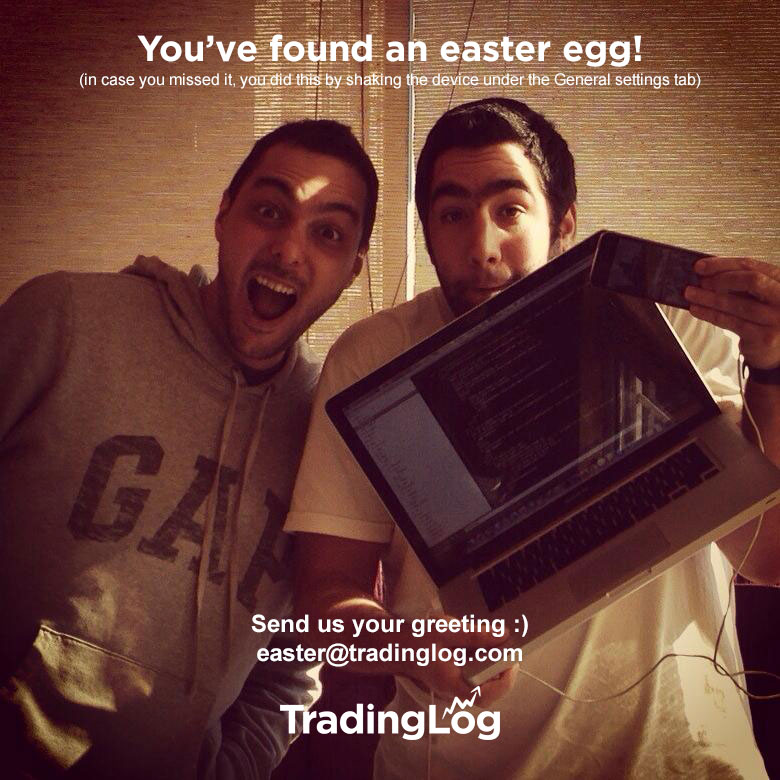 You've found an easter egg!
(in case you missed it, you did this by shaking the device under the General settings tab)
GAP
Send us your greeting :)
easter@tradinglog.com
TradingLog